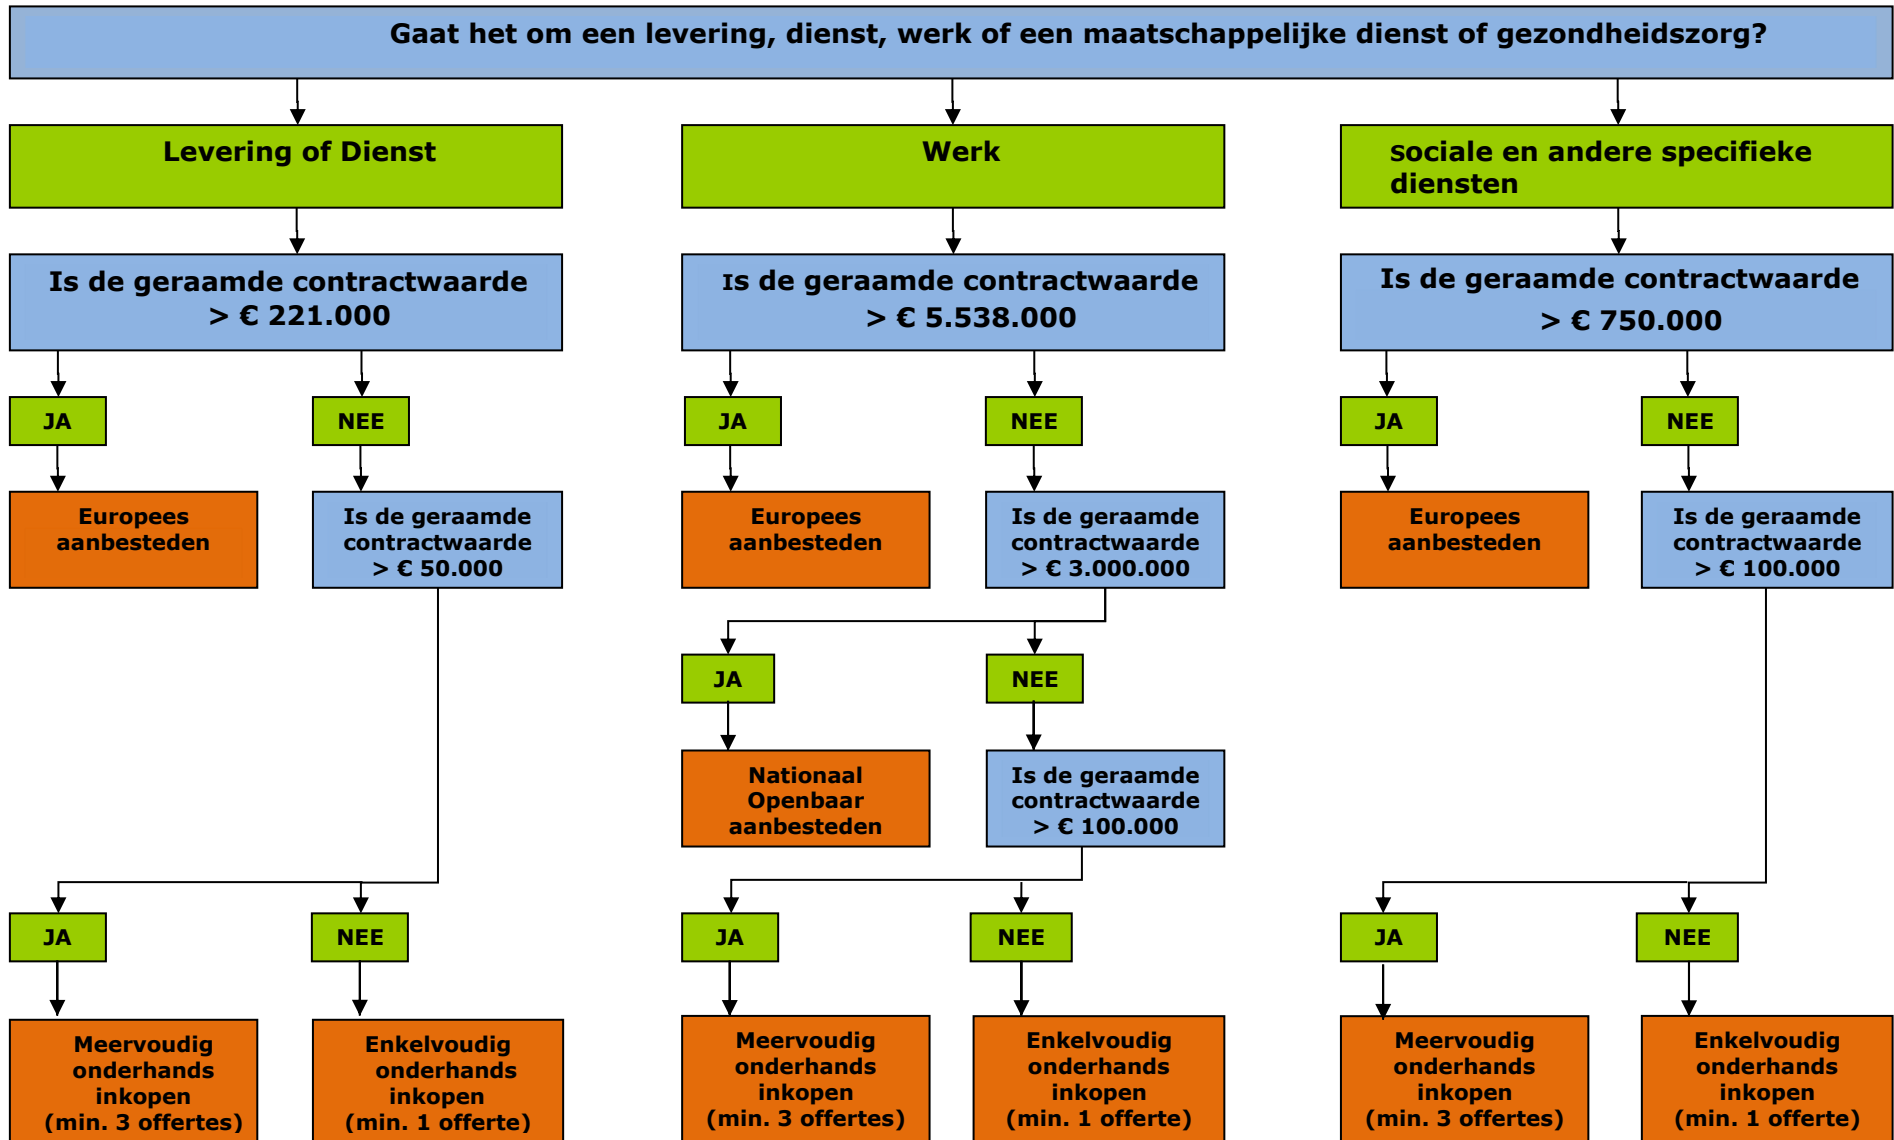 Gaat het om een levering, dienst, werk of een maatschappelijke dienst of gezondheidszorg?
Levering of Dienst
Werk
Sociale en andere specifieke
diensten
Is de geraamde contractwaarde
> € 221.000
Is de geraamde contractwaarde
> € 5.538.000
Is de geraamde contractwaarde
> € 750.000
JA
NEE
JA
NEE
JA
NEE
Europees
aanbesteden
Is de geraamde
contractwaarde
> € 50.000
Europees
aanbesteden
Is de geraamde
contractwaarde
> € 3.000.000
Europees
aanbesteden
Is de geraamde
contractwaarde
> € 100.000
JA
NEE
Nationaal
Openbaar
aanbesteden
Is de geraamde
contractwaarde
> € 100.000
JA
NEE
JA
NEE
JA
NEE
Meervoudig
onderhands
inkopen
(min. 3 offertes)
Enkelvoudig
onderhands
inkopen
(min. 1 offerte)
Meervoudig
onderhands
inkopen
(min. 3 offertes)
Enkelvoudig
onderhands
inkopen
(min. 1 offerte)
Meervoudig
onderhands
inkopen
(min. 3 offertes)
Enkelvoudig
onderhands
inkopen
(min. 1 offerte)